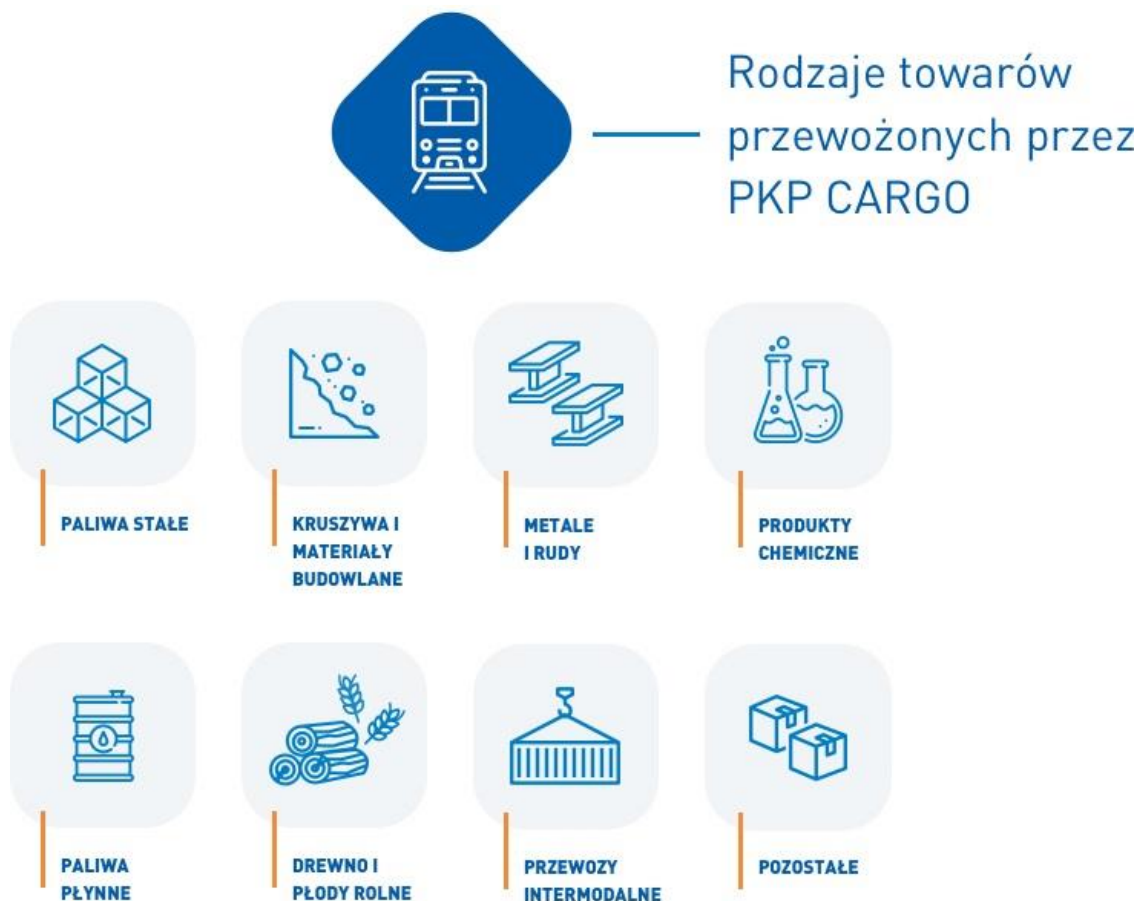 Rodzaje towarów
przewożonych przez
PKP CARGO
PALIWA STAŁE
KRUSZYWA I
MATERIAŁY
BUDOWLANE
METALE
I RUDY
PRODUKTY
CHEMICZNE
PALIWA
PŁYNNE
DREWNO I
PŁODY ROLNE
PRZEWOZY
INTERMODALNE
POZOSTAŁE